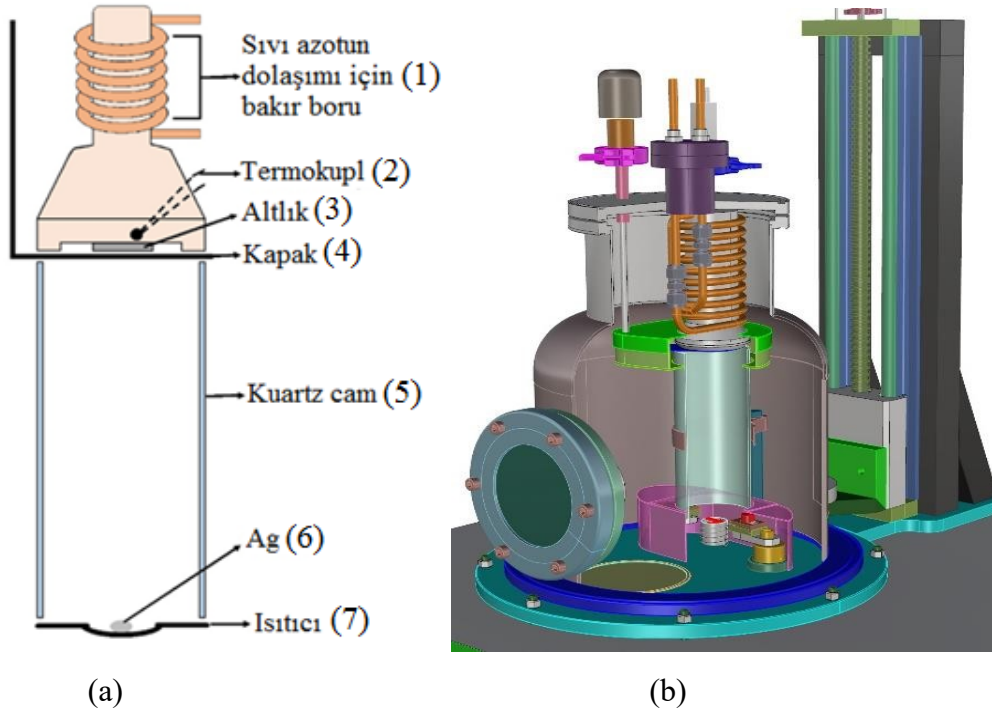 Sıvı azotun
dolaşımı için (1)
bakır boru
Termokupl (2)
Altlık (3)
Kapak (4)
Kuartz cam (5)
Ag (6)
Isıtıcı (7)
(a)
(b)